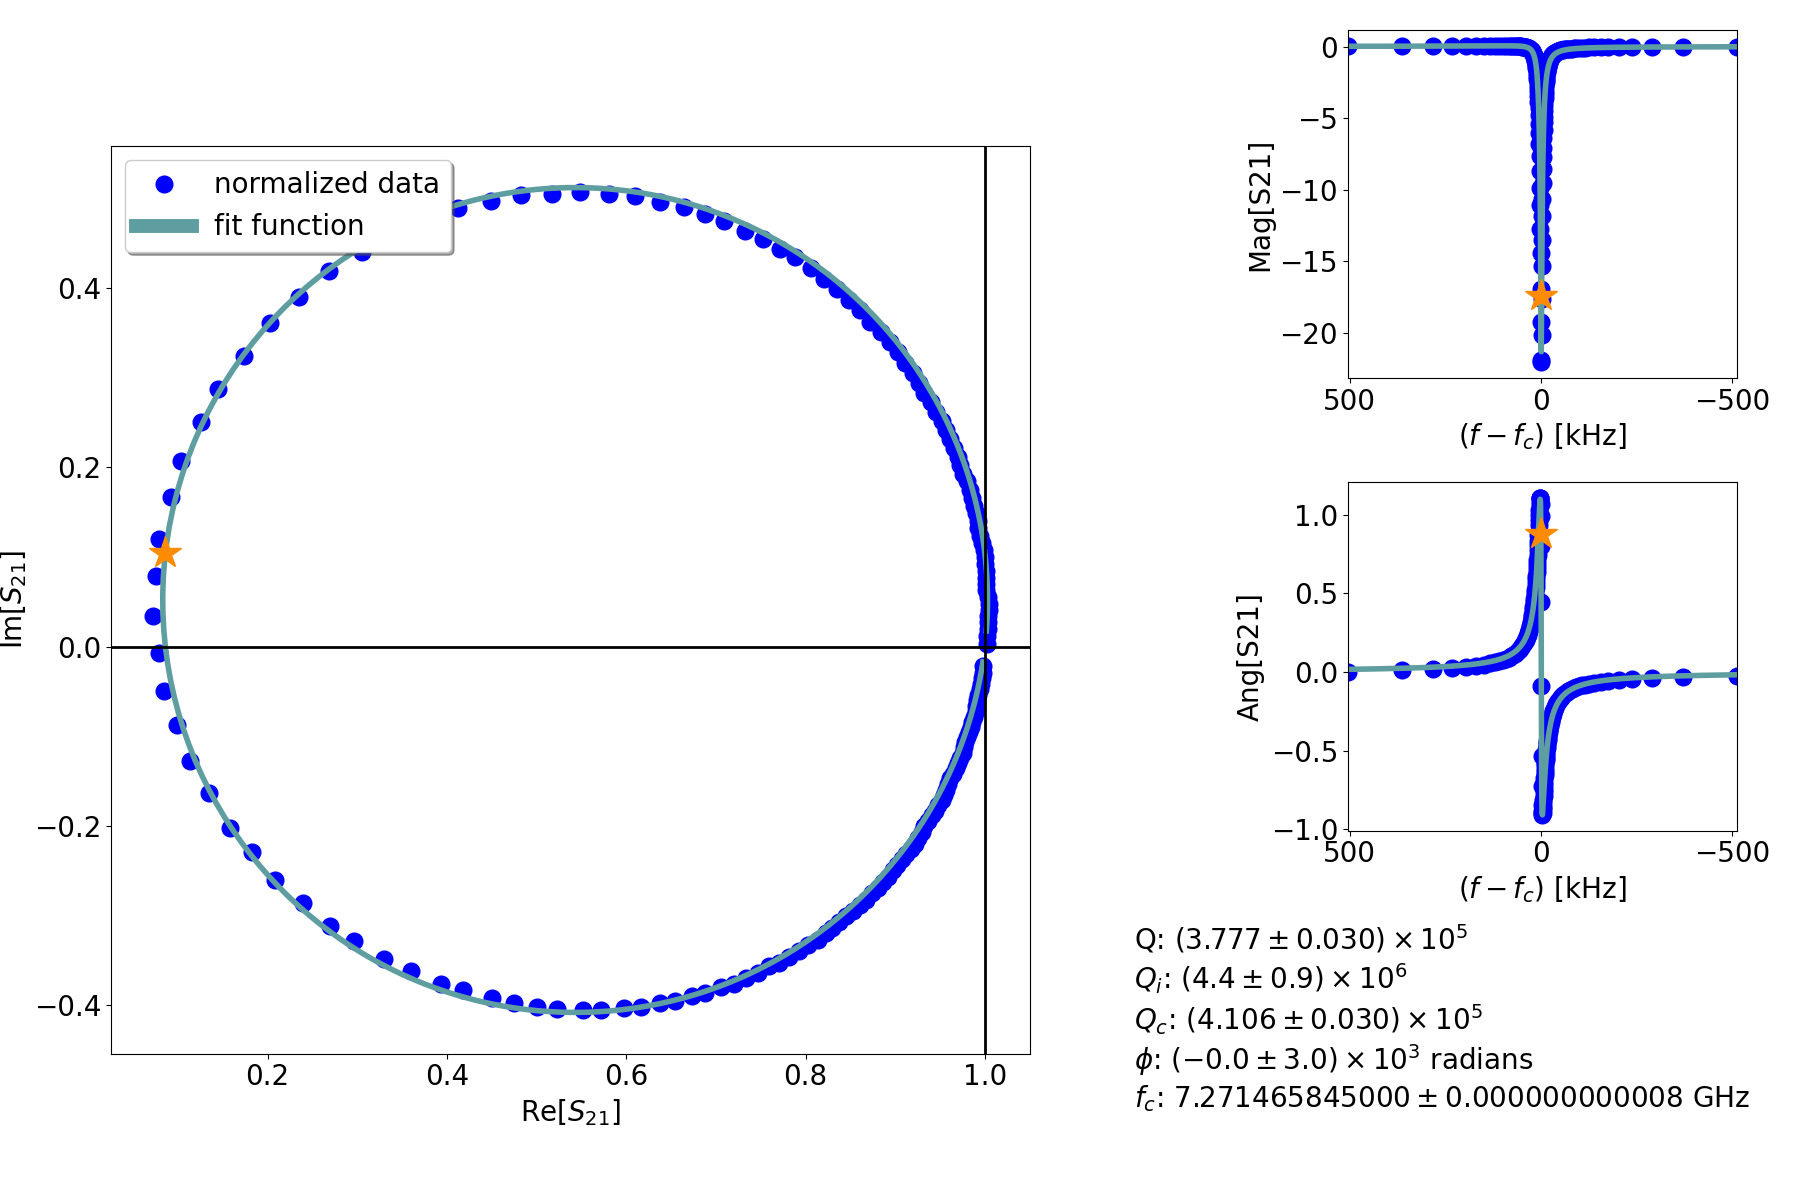 normalized data
fit function
0.4
0.2
0.0
−0.2
−0.4
Im[S21]
0.2 0.4 0.6 0.8 1.0
Re[S21]
0
−5
−10
−15
−20
Mag[S21]
500 0 −500
(f − fc) [kHz]
1.0
0.5
0.0
−0.5
−1.0
Ang[S21]
500 0 −500
(f − fc) [kHz]
Q: (3.777 ± 0.030) × 10^5
Qi: (4.4 ± 0.9) × 10^6
Qc: (4.106 ± 0.030) × 10^5
ϕ: (−0.0 ± 3.0) × 10^3 radians
fc: 7.271465845000 ± 0.000000000008 GHz